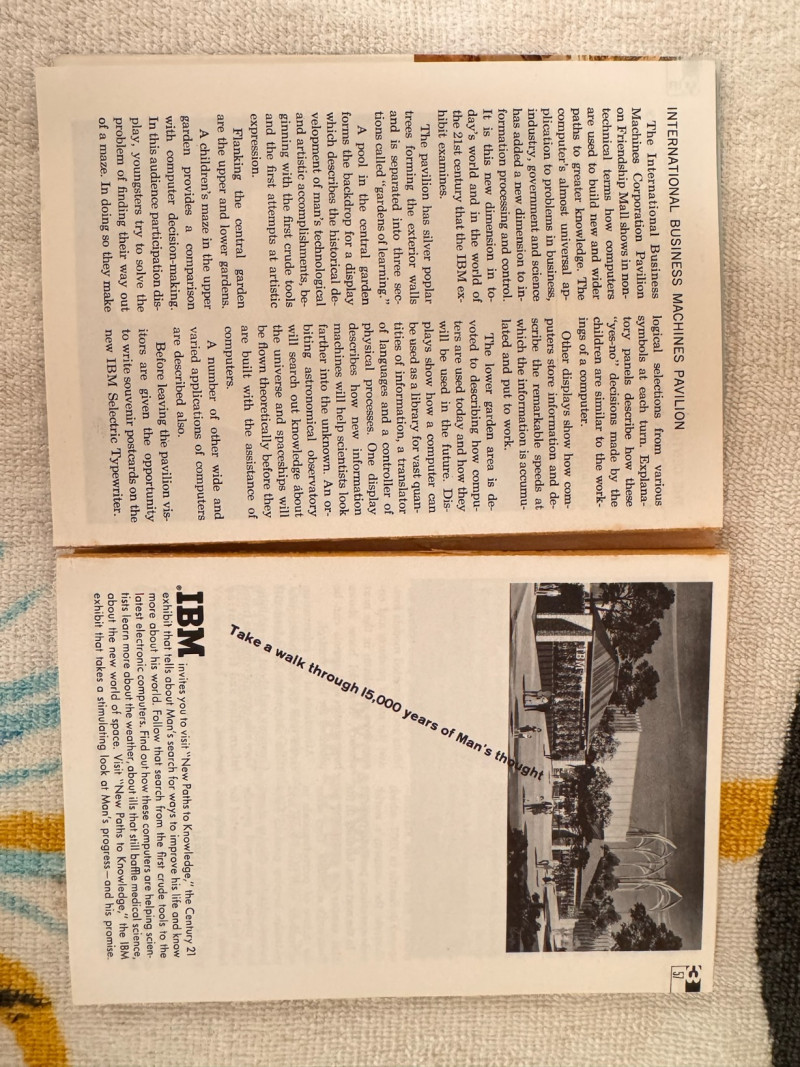 INTERNATIONAL BUSINESS MACHINES PAVILION
The International Business
Machines Corporation Pavilion
on Friendship Mall shows in non-
technical terms how computers
are used to build new and wider
paths to greater knowledge. The
computer's almost universal ap-
plication to problems in business,
industry, government and science
has added a new dimension to in-
formation processing and control.
It is this new dimension in to-
day's world and in the world of
the 21st century that the IBM ex-
hibit examines.
The pavilion has silver poplar
trees forming the exterior walls
and is separated into three sec-
tions called "gardens of learning."
A pool in the central garden
forms the backdrop for a display
which describes the historical de-
velopment of man's technological
and artistic accomplishments, be-
ginning with the first crude tools
and the first attempts at artistic
expression.
Flanking the central garden
are the upper and lower gardens.
A children's maze in the upper
garden provides a comparison
with computer decision-making.
In this audience participation dis-
play, youngsters try to solve the
problem of finding their way out
of a maze. In doing so they make
logical selections from various
symbols at each turn. Explana-
tory panels describe how these
"yes-no" decisions made by the
children are similar to the work-
ings of a computer.
Other displays show how com-
puters store information and de-
scribe the remarkable speeds at
which the information is accumu-
lated and put to work.
The lower garden area is de-
voted to describing how compu-
ters are used today and how they
will be used in the future. Dis-
plays show how a computer can
be used as a library for vast quan-
tities of information, a translator
of languages and a controller of
physical processes. One display
describes how new information
machines will help scientists look
farther into the unknown. An or-
biting astronomical observatory
will search out knowledge about
the universe and spaceships will
be flown theoretically before they
are built with the assistance of
computers.
A number of other wide and
varied applications of computers
are described also.
Before leaving the pavilion vis-
itors are given the opportunity
to write souvenir postcards on the
new IBM Selectric Typewriter.
57
IBM
Take a walk through 15,000 years of Man's thought
IBM® invites you to visit "New Paths to Knowledge," the Century 21
exhibit that tells about Man's search for ways to improve his life and know
more about his world. Follow that search from the first crude tools to the
latest electronic computers. Find out how these computers are helping scien-
tists learn more about the weather, about ills that still baffle medical science,
about the new world of space. Visit "New Paths to Knowledge," the IBM
exhibit that takes a stimulating look at Man's progress—and his promise.